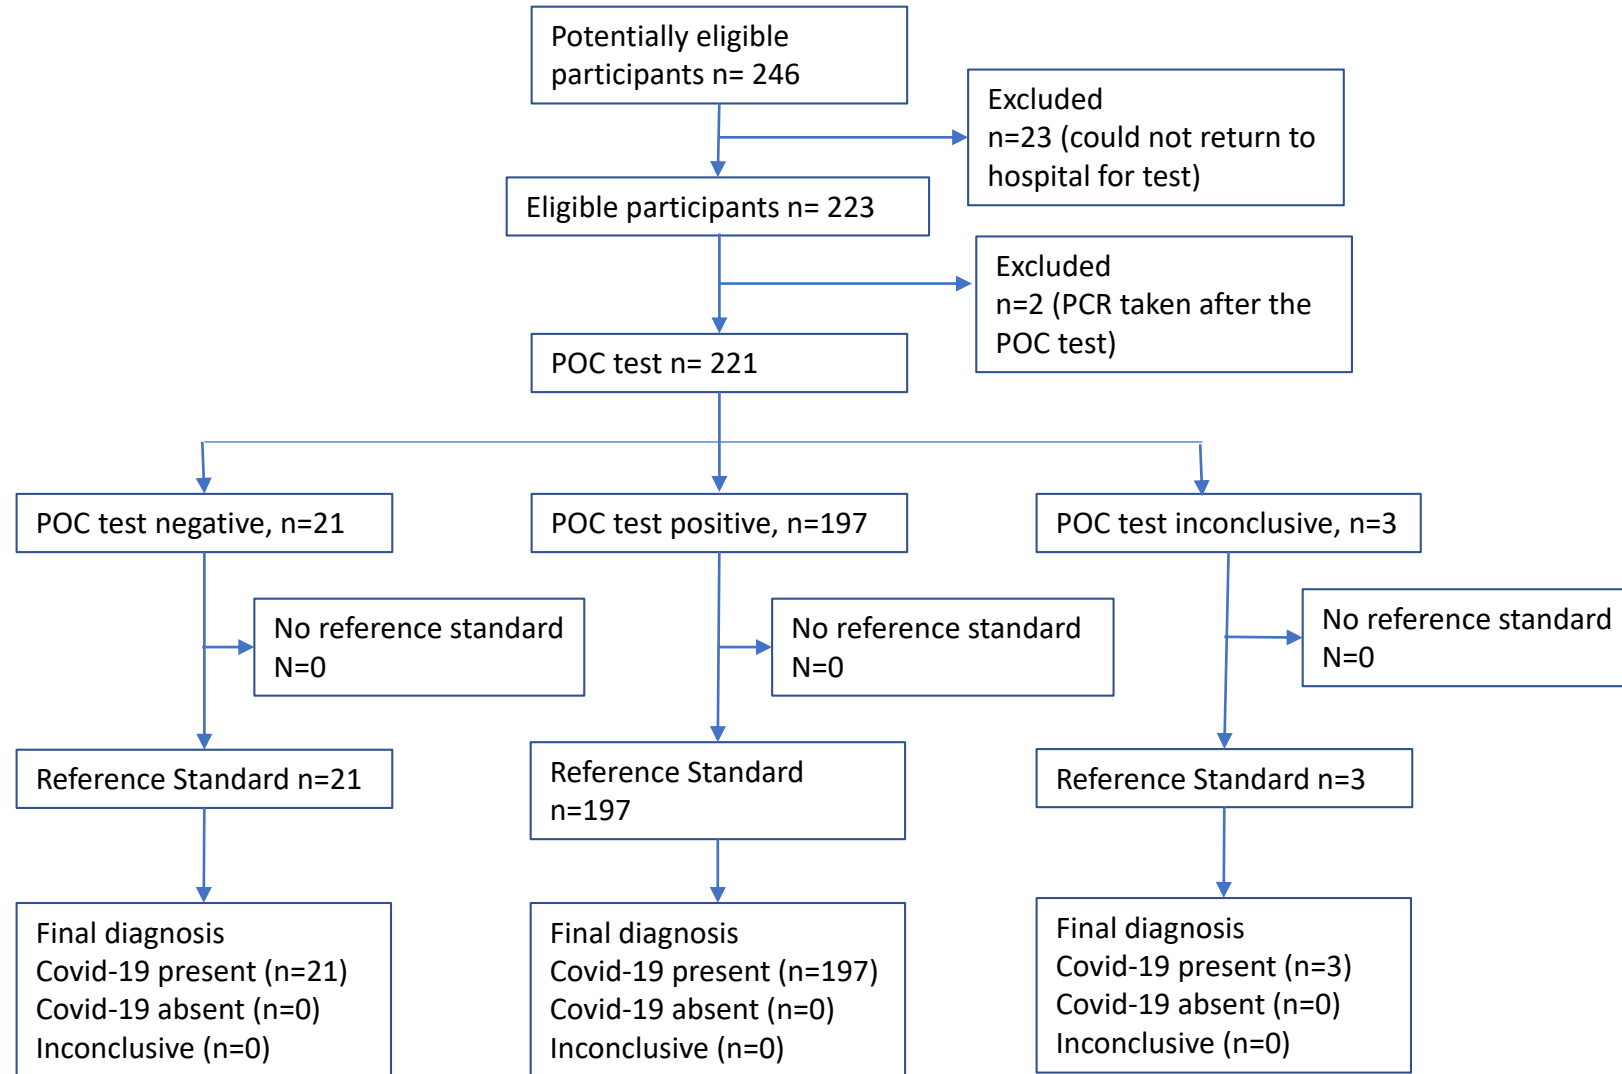 Potentially eligible
participants n= 246
Excluded
n=23 (could not return to
hospital for test)
Eligible participants n= 223
Excluded
n=2 (PCR taken after the
POC test)
POC test n= 221
POC test negative, n=21
POC test positive, n=197
POC test inconclusive, n=3
No reference standard
N=0
No reference standard
N=0
No reference standard
N=0
Reference Standard n=21
Reference Standard
n=197
Reference Standard n=3
Final diagnosis
Covid-19 present (n=21)
Covid-19 absent (n=0)
Inconclusive (n=0)
Final diagnosis
Covid-19 present (n=197)
Covid-19 absent (n=0)
Inconclusive (n=0)
Final diagnosis
Covid-19 present (n=3)
Covid-19 absent (n=0)
Inconclusive (n=0)